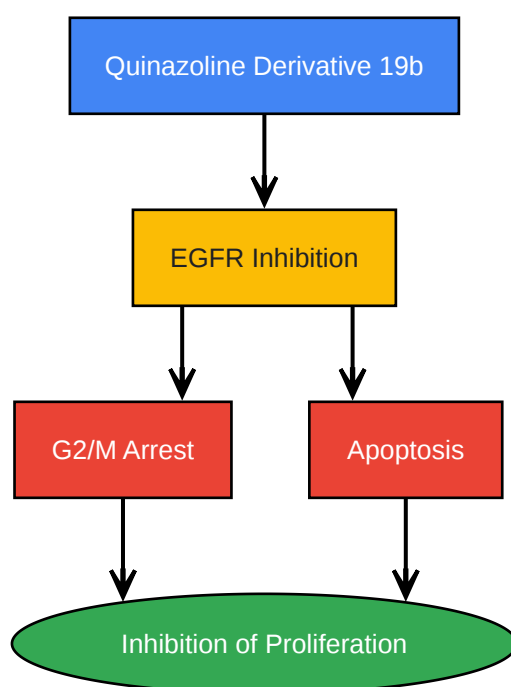 Quinazoline Derivative 19b
EGFR Inhibition
G2/M Arrest
Apoptosis
Inhibition of Proliferation